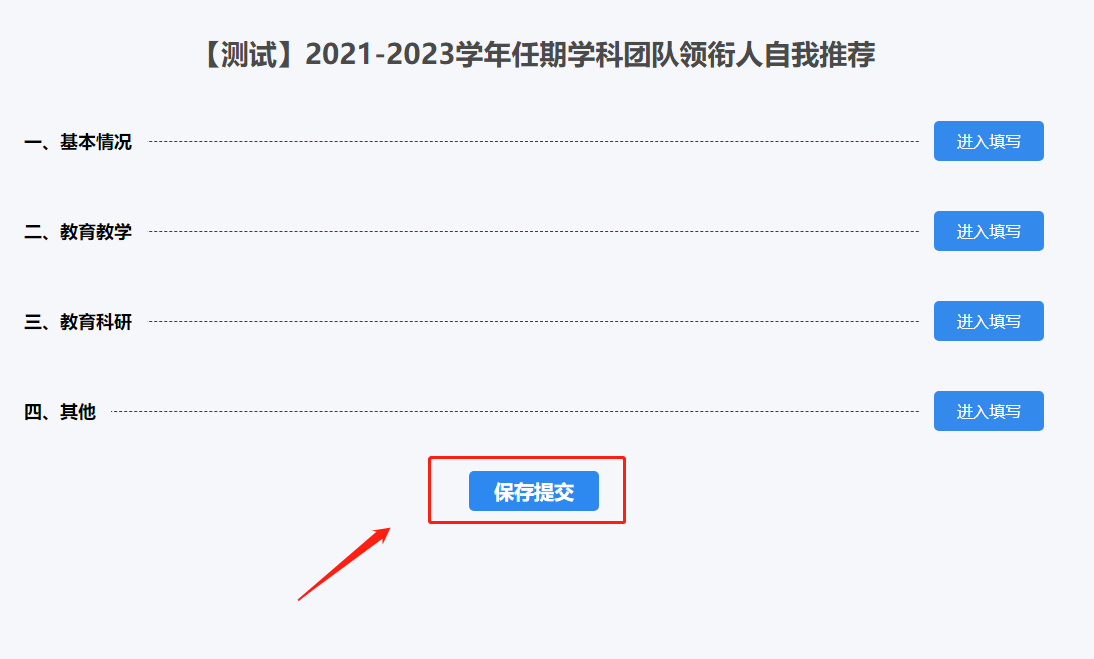 【测试】2021-2023学年任期学科团队领衔人自我推荐
一、基本情况 进入填写
二、教育教学 进入填写
三、教育科研 进入填写
四、其他 进入填写
保存提交